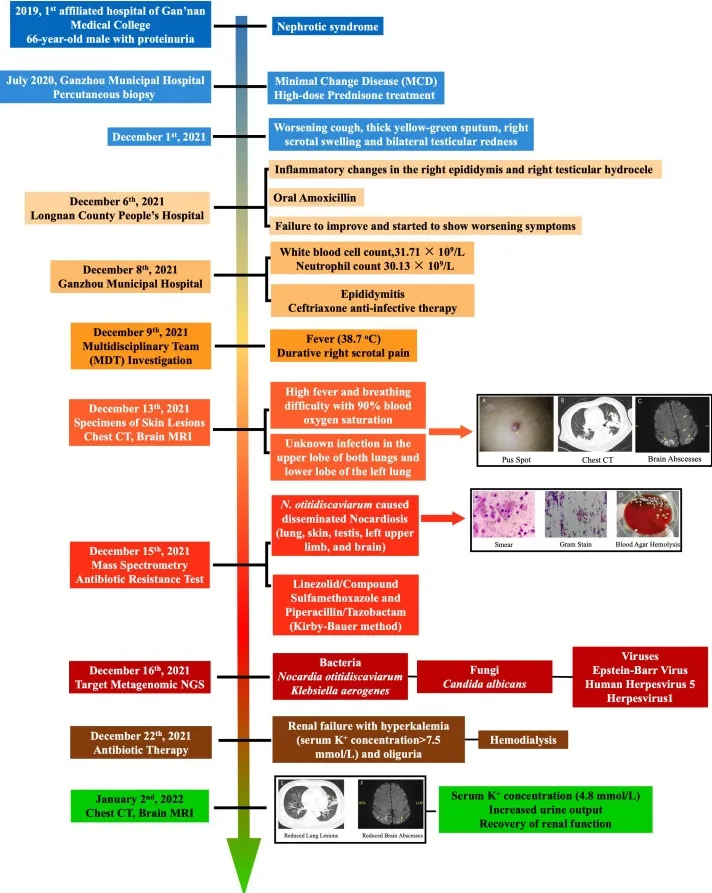 2019, 1st affiliated hospital of Gan'nan
Medical College
66-year-old male with proteinuria
Nephrotic syndrome
July 2020, Ganzhou Municipal Hospital
Percutaneous biopsy
Minimal Change Disease (MCD)
High-dose Prednisone treatment
December 1st, 2021
Worsening cough, thick yellow-green sputum, right
scrotal swelling and bilateral testicular redness
December 6th, 2021
Longnan County People's Hospital
Inflammatory changes in the right epididymis and right testicular hydrocele
Oral Amoxicillin
Failure to improve and started to show worsening symptoms
December 8th, 2021
Ganzhou Municipal Hospital
White blood cell count,31.71 × 10⁹/L
Neutrophil count 30.13 × 10⁹/L
Epididymitis
Ceftriaxone anti-infective therapy
December 9th, 2021
Multidisciplinary Team
(MDT) Investigation
Fever (38.7 °C)
Durative right scrotal pain
December 13th, 2021
Specimens of Skin Lesions
Chest CT, Brain MRI
High fever and breathing
difficulty with 90% blood
oxygen saturation
Unknown infection in the
upper lobe of both lungs and
lower lobe of the left lung
A
B
C
Pus Spot
Chest CT
Brain Abscesses
December 15th, 2021
Mass Spectrometry
Antibiotic Resistance Test
N. otitidiscaviarum caused
disseminated Nocardiosis
(lung, skin, testis, left upper
limb, and brain)
D
Smear
Gram Stain
Blood Agar Hemolysis
Linezolid/Compound
Sulfamethoxazole and
Piperacillin/Tazobactam
(Kirby-Bauer method)
December 16th, 2021
Target Metagenomic NGS
Bacteria
Nocardia otitidiscaviarum
Klebsiella aerogenes
Fungi
Candida albicans
Viruses
Epstein-Barr Virus
Human Herpesvirus 5
Herpesvirus1
December 22th, 2021
Antibiotic Therapy
Renal failure with hyperkalemia
(serum K⁺ concentration>7.5
mmol/L) and oliguria
Hemodialysis
January 2nd, 2022
Chest CT, Brain MRI
E
F
Reduced Lung Lesions
Reduced Brain Abscesses
Serum K⁺ concentration (4.8 mmol/L)
Increased urine output
Recovery of renal function